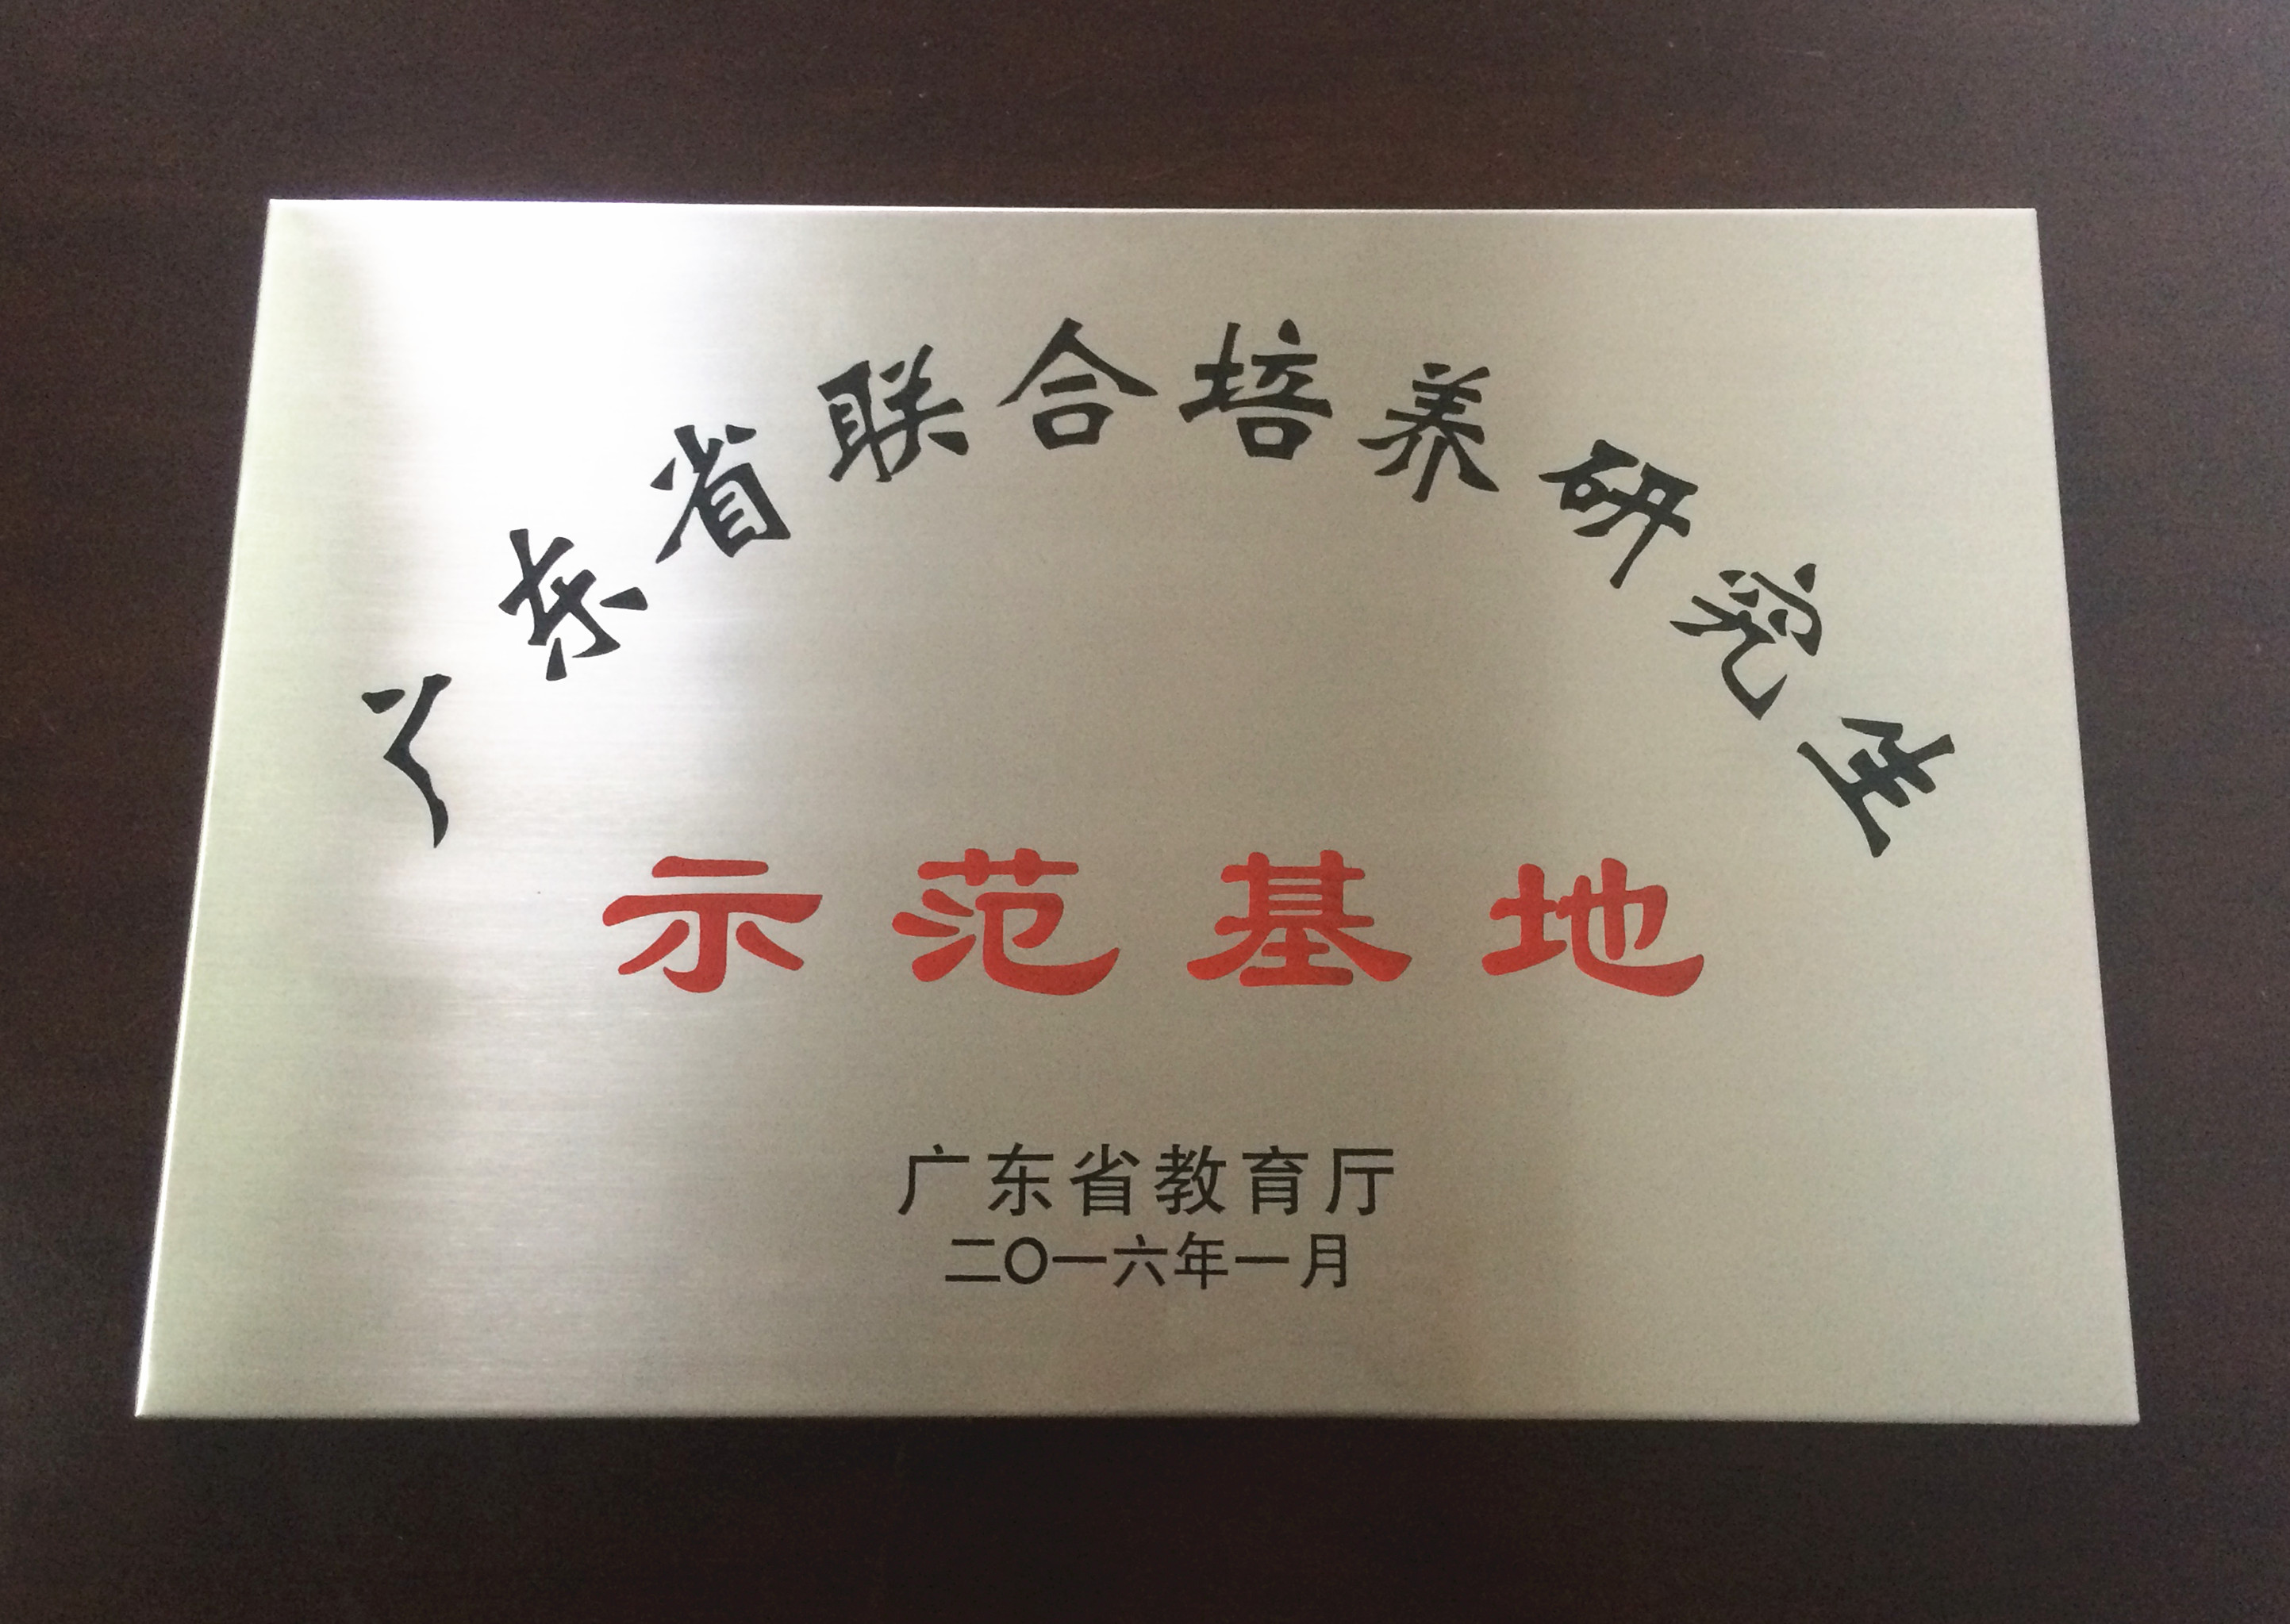 广东省联合培养研究生
示范基地
广东省教育厅
二〇一六年一月